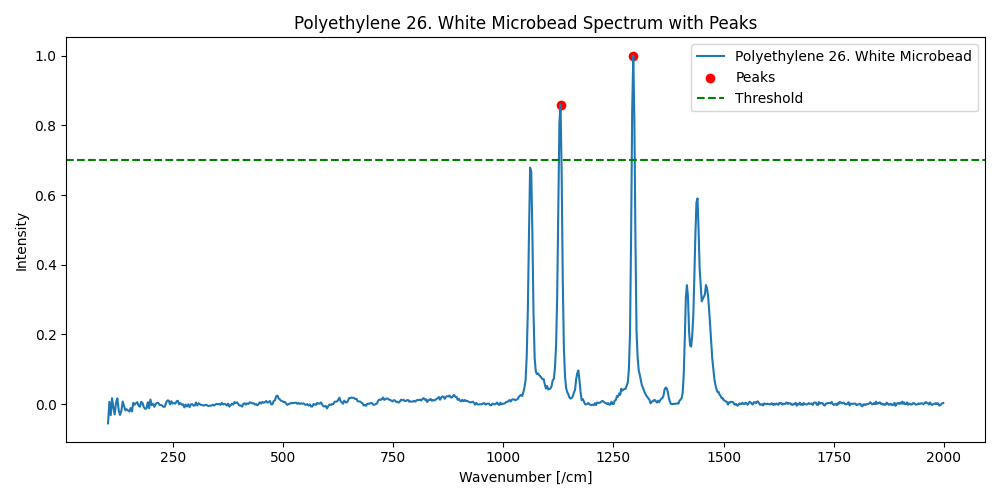 Polyethylene 26. White Microbead Spectrum with Peaks
Polyethylene 26. White Microbead
Peaks
Threshold
Intensity
1.0
0.8
0.6
0.4
0.2
0.0
250 500 750 1000 1250 1500 1750 2000
Wavenumber [/cm]